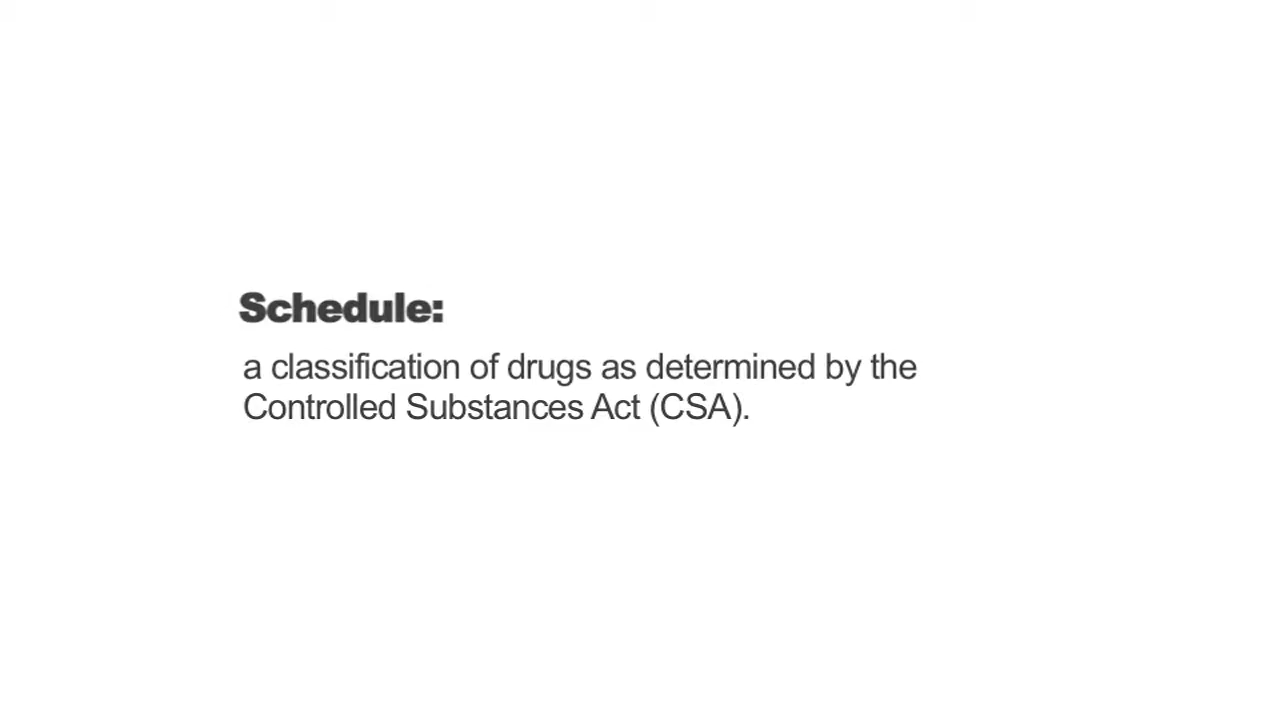 Schedule:
a classification of drugs as determined by the
Controlled Substances Act (CSA).